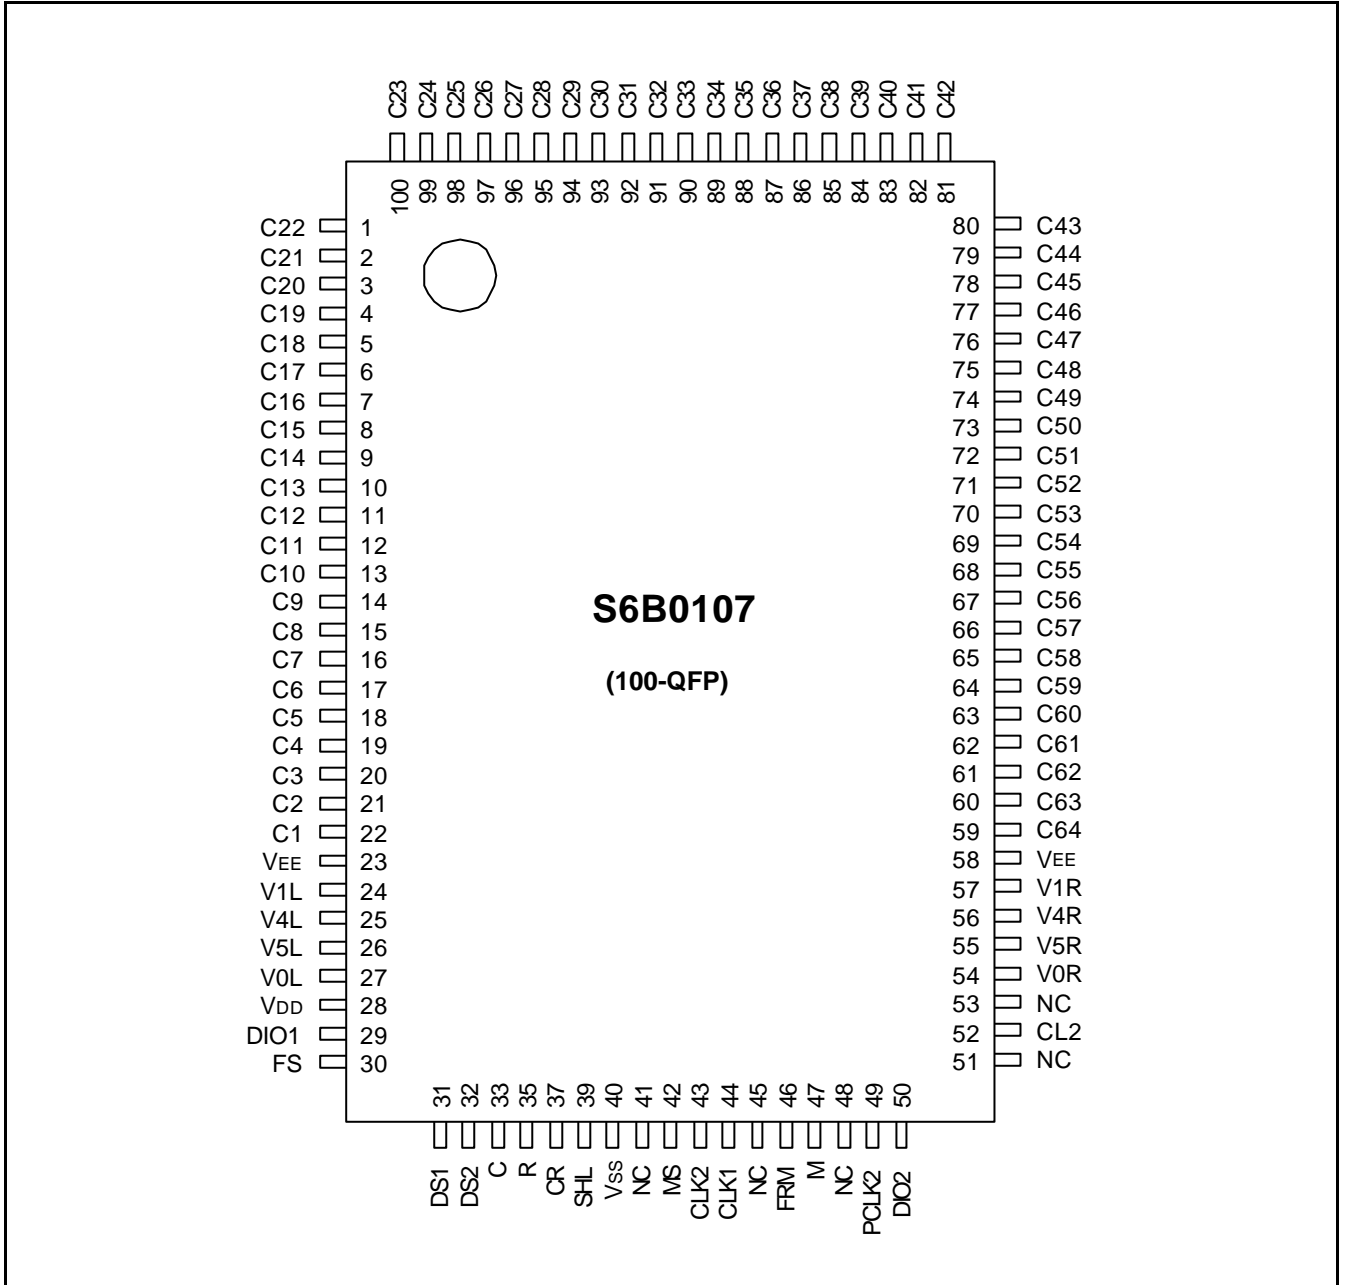 C23 C24 C25 C26 C27 C28 C29 C30 C31 C32 C33 C34 C35 C36 C37 C38 C39 C40 C41 C42
100 99 98 97 96 95 94 93 92 91 90 89 88 87 86 85 84 83 82 81
C22 1 80 C43
C21 2 79 C44
C20 3 78 C45
C19 4 77 C46
C18 5 76 C47
C17 6 75 C48
C16 7 74 C49
C15 8 73 C50
C14 9 72 C51
C13 10 71 C52
C12 11 70 C53
C11 12 69 C54
C10 13 68 C55
C9 14 67 C56
S6B0107
C8 15 66 C57
C7 16 65 C58
(100-QFP)
C6 17 64 C59
C5 18 63 C60
C4 19 62 C61
C3 20 61 C62
C2 21 60 C63
C1 22 59 C64
VEE 23 58 VEE
V1L 24 57 V1R
V4L 25 56 V4R
V5L 26 55 V5R
V0L 27 54 V0R
VDD 28 53 NC
DIO1 29 52 CL2
FS 30 51 NC
31 32 33 35 37 39 40 41 42 43 44 45 46 47 48 49 50
DS1 DS2 C R CR SHL VSS NC MS CLK2 CLK1 NC FRM M NC PCLK2 DIO2